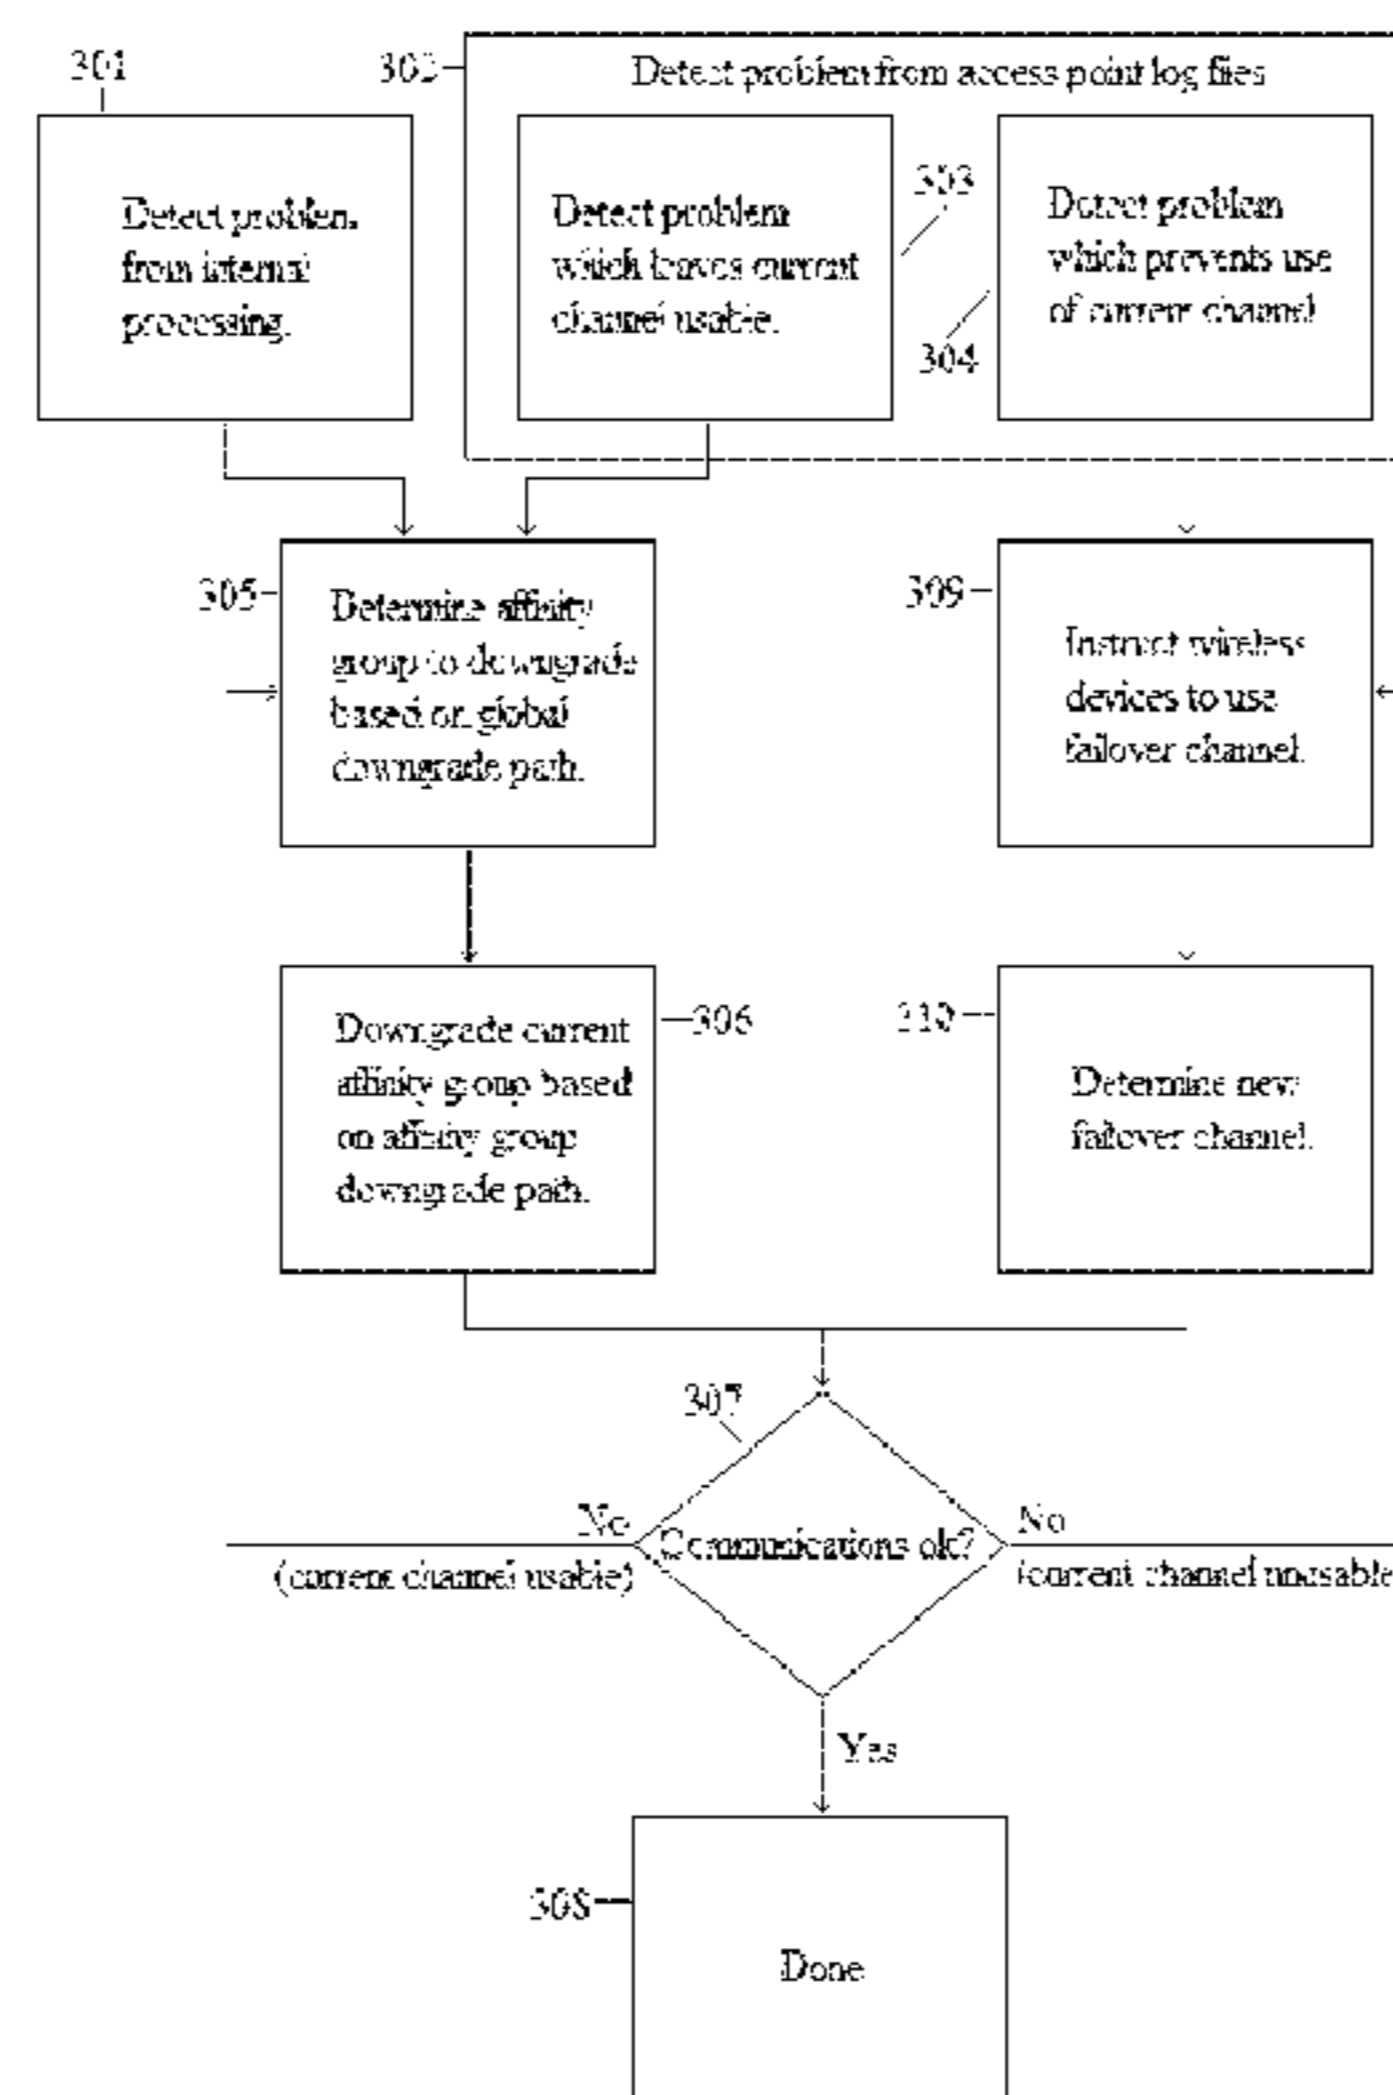 301
302
Detect problem from access point log files
Detect problem
from internal
processing.
Detect problem
which leaves current
channel usable.
303
304
Detect problem
which prevents use
of current channel
305
Determine affinity
group to downgrade
based on global
downgrade path.
309
Instruct wireless
devices to use
failover channel.
Downgrade current
affinity group based
on affinity group
downgrade path.
306
310
Determine new
failover channel.
307
Communications ok?
No
(current channel usable)
No
(current channel unusable
Yes
308
Done